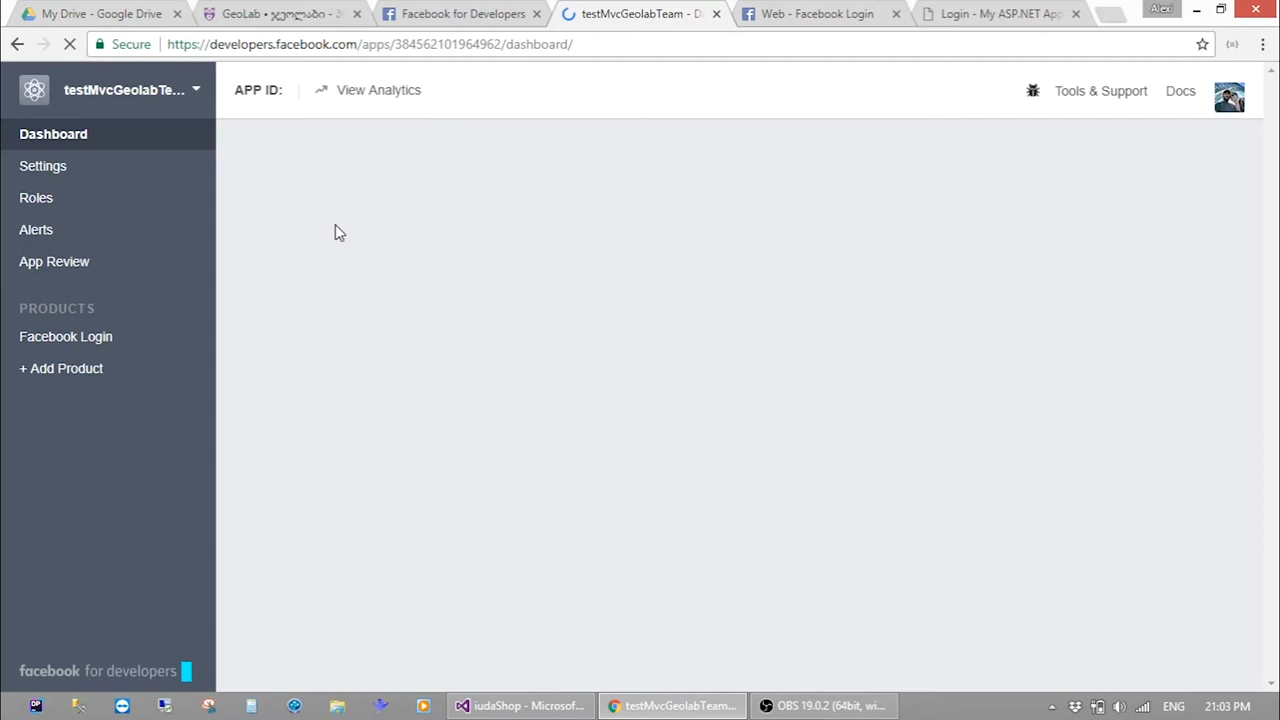 My Drive - Google Drive
GeoLab • ჯეოლაბი -
Facebook for Developers
testMvcGeolabTeam - D
Web - Facebook Login
Login - My ASP.NET App
Alexi
Secure
https://developers.facebook.com/apps/384562101964962/dashboard/
testMvcGeolabTe...
APP ID:
View Analytics
Tools & Support
Docs
Dashboard
Settings
Roles
Alerts
App Review
PRODUCTS
Facebook Login
+ Add Product
facebook for developers
iudaShop - Microsof...
testMvcGeolabTeam...
OBS 19.0.2 (64bit, wi...
ENG
21:03 PM